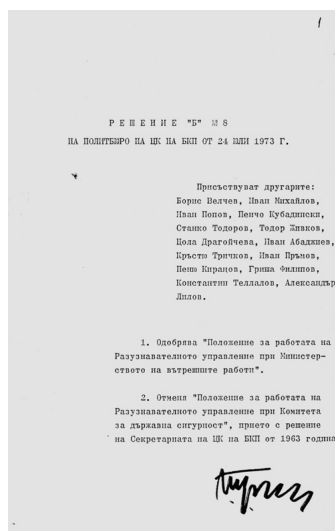 1
РЕШЕНИЕ "Б" № 8
НА ПОЛИТБЮРО НА ЦК НА БКП ОТ 24 ЮЛИ 1973 Г.
Присъствуват другарите:
Борис Велчев, Иван Михайлов,
Иван Попов, Пенчо Кубадински,
Станко Тодоров, Тодор Живков,
Цола Драгойчева, Иван Абаджиев,
Кръстю Тричков, Иван Пръмов,
Пеню Кирацов, Гриша Филипов,
Константин Теллалов, Александър
Лилов.
1. Одобрява "Положение за работата на
Разузнавателното управление при Министер-
ството на вътрешните работи".
2. Отменя "Положение за работата на
Разузнавателното управление при Комитета
за държавна сигурност", прието с решение
на Секретариата на ЦК на БКП от 1963 година